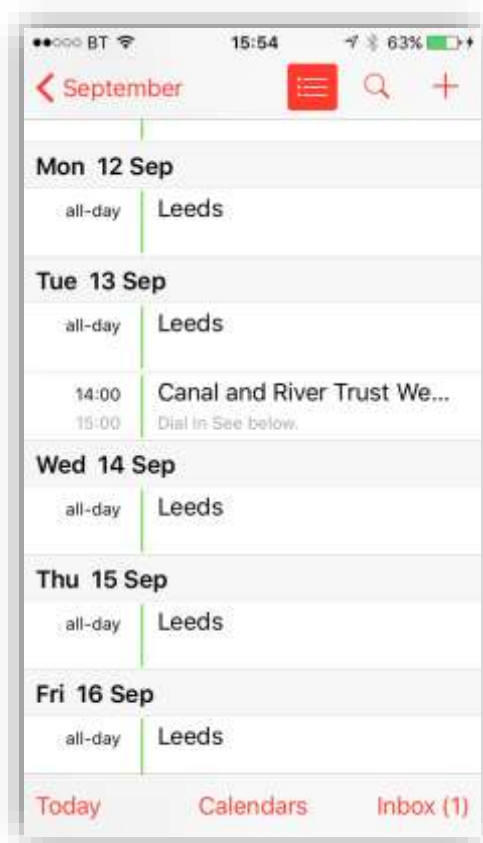 BT 15:54 63%
September
Mon 12 Sep
all-day Leeds
Tue 13 Sep
all-day Leeds
14:00 Canal and River Trust We...
15:00 Dial in See below.
Wed 14 Sep
all-day Leeds
Thu 15 Sep
all-day Leeds
Fri 16 Sep
all-day Leeds
Today Calendars Inbox (1)